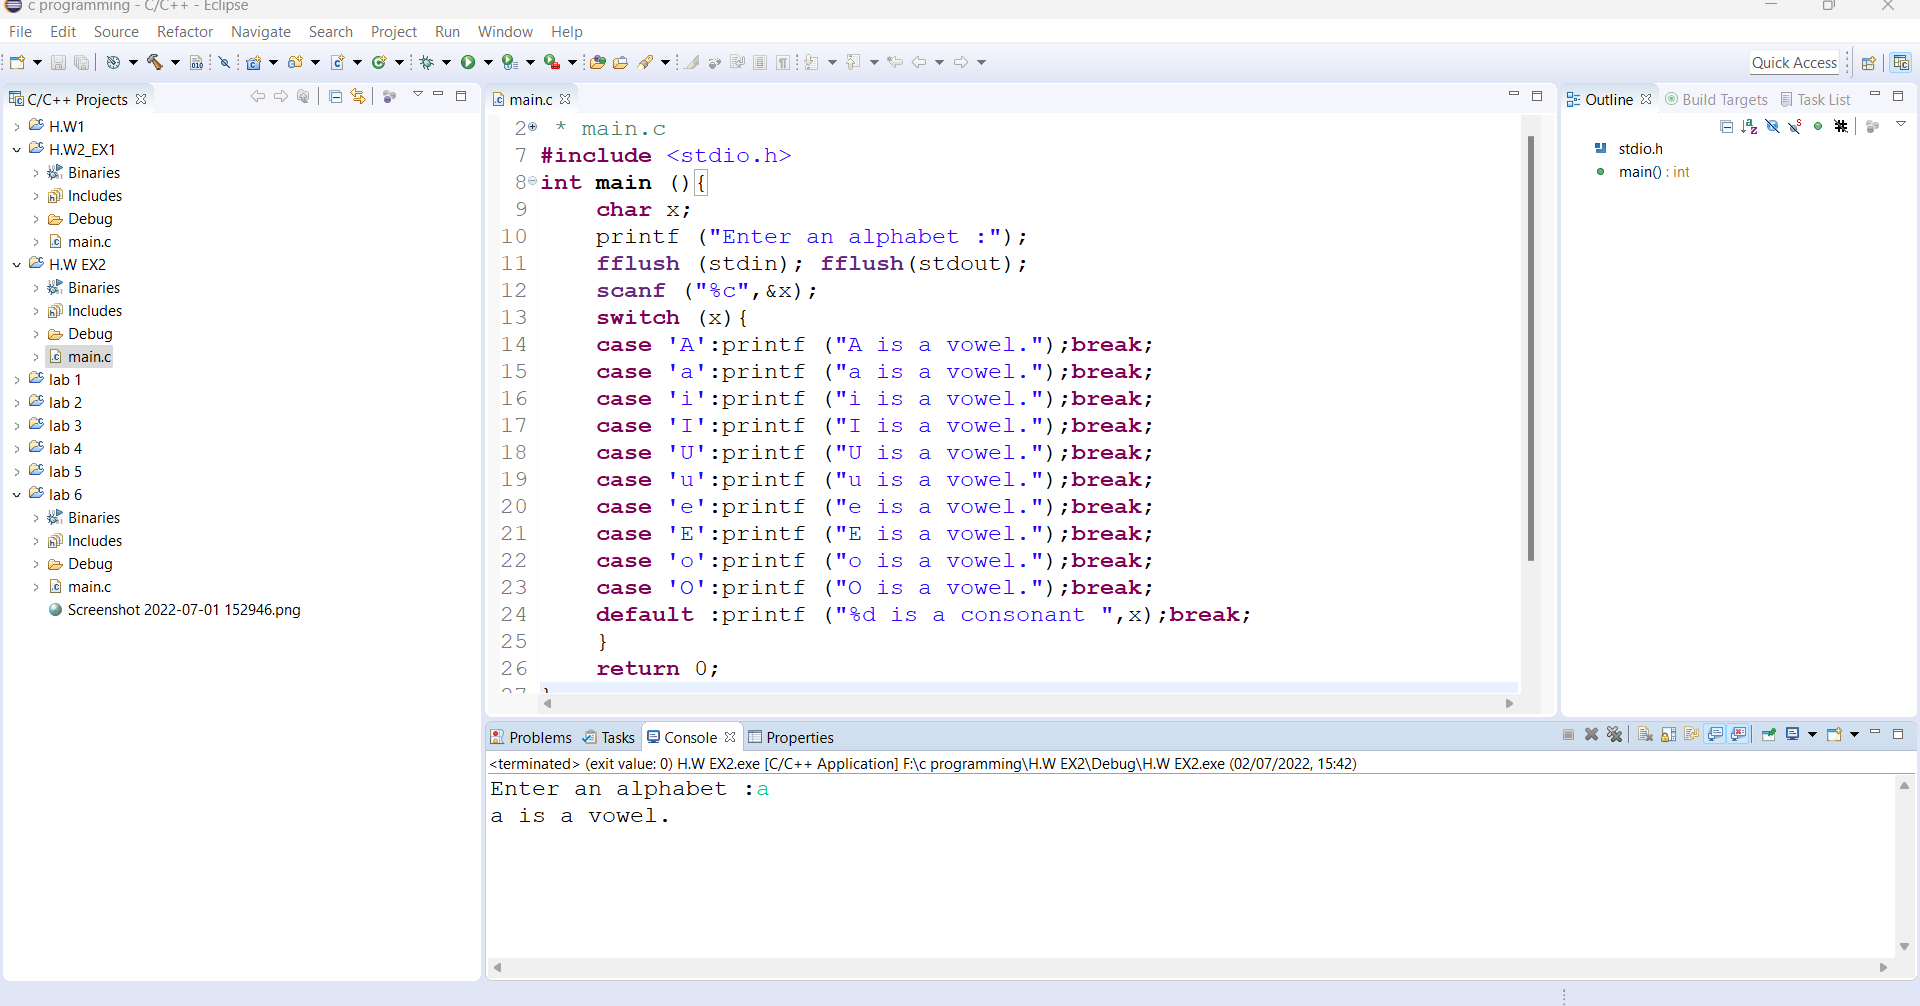 c programming - C/C++ - Eclipse
File Edit Source Refactor Navigate Search Project Run Window Help
Quick Access
C/C++ Projects
H.W1
H.W2_EX1
Binaries
Includes
Debug
main.c
H.W EX2
Binaries
Includes
Debug
main.c
lab 1
lab 2
lab 3
lab 4
lab 5
lab 6
Binaries
Includes
Debug
main.c
Screenshot 2022-07-01 152946.png
main.c
2 * main.c
7 #include <stdio.h>
8 int main (){
9 char x;
10 printf ("Enter an alphabet :");
11 fflush (stdin); fflush(stdout);
12 scanf ("%c",&x);
13 switch (x){
14 case 'A':printf ("A is a vowel.");break;
15 case 'a':printf ("a is a vowel.");break;
16 case 'i':printf ("i is a vowel.");break;
17 case 'I':printf ("I is a vowel.");break;
18 case 'U':printf ("U is a vowel.");break;
19 case 'u':printf ("u is a vowel.");break;
20 case 'e':printf ("e is a vowel.");break;
21 case 'E':printf ("E is a vowel.");break;
22 case 'o':printf ("o is a vowel.");break;
23 case 'O':printf ("O is a vowel.");break;
24 default :printf ("%d is a consonant ",x);break;
25 }
26 return 0;
27 }
Outline Build Targets Task List
stdio.h
main() : int
Problems Tasks Console Properties
<terminated> (exit value: 0) H.W EX2.exe [C/C++ Application] F:\c programming\H.W EX2\Debug\H.W EX2.exe (02/07/2022, 15:42)
Enter an alphabet :a
a is a vowel.